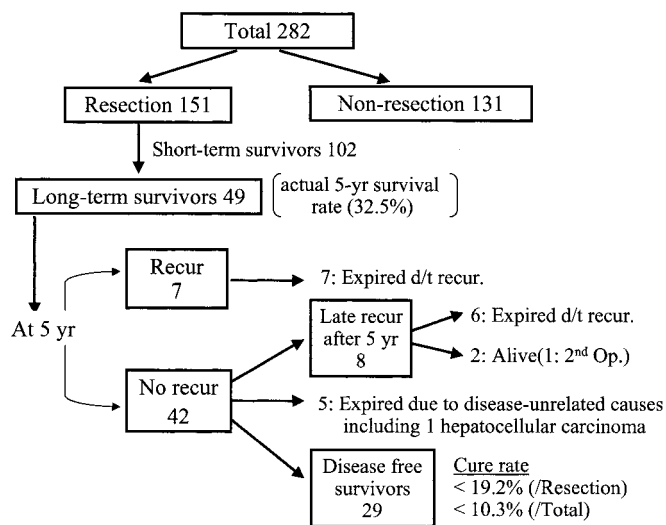 Total 282
Resection 151
Non-resection 131
Short-term survivors 102
Long-term survivors 49
actual 5-yr survival
rate (32.5%)
At 5 yr
Recur
7
7: Expired d/t recur.
Late recur
after 5 yr
8
6: Expired d/t recur.
2: Alive(1: 2nd Op.)
No recur
42
5: Expired due to disease-unrelated causes
including 1 hepatocellular carcinoma
Disease free
survivors
29
Cure rate
< 19.2% (/Resection)
< 10.3% (/Total)